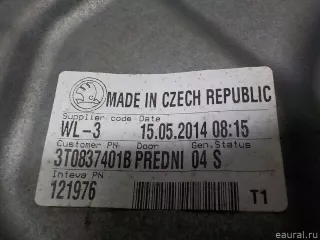 MADE IN CZECH REPUBLIC
Supplier code Date
WL-3 15.05.2014 08:15
Customer PN Door Gen.Status
3T0837401B PREDNI 04 S
Inteva PN
121976 T1
eaural.ru